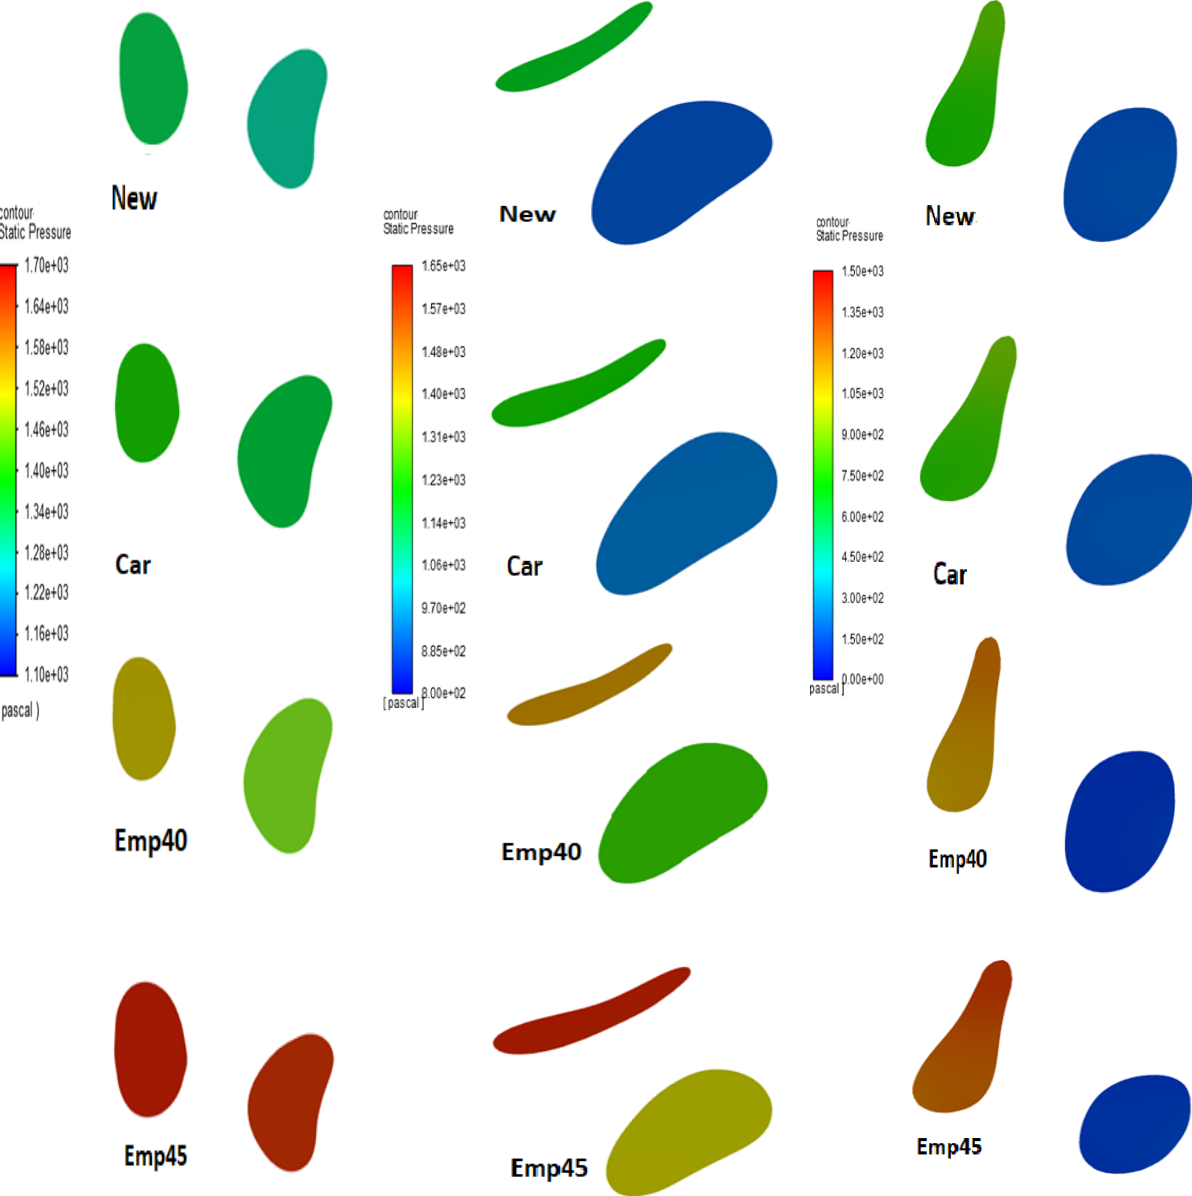 New
contour
Static Pressure
1.70e+03
1.64e+03
1.58e+03
1.52e+03
1.46e+03
1.40e+03
1.34e+03
1.28e+03
1.22e+03
1.16e+03
1.10e+03
pascal )
Car
Emp40
Emp45
New
contour
Static Pressure
1.65e+03
1.57e+03
1.48e+03
1.40e+03
1.31e+03
1.23e+03
1.14e+03
1.06e+03
9.70e+02
8.85e+02
8.00e+02
[ pascal ]
Car
Emp40
Emp45
New
contour
Static Pressure
1.50e+03
1.35e+03
1.20e+03
1.05e+03
9.00e+02
7.50e+02
6.00e+02
4.50e+02
3.00e+02
1.50e+02
0.00e+00
pascal ]
Car
Emp40
Emp45